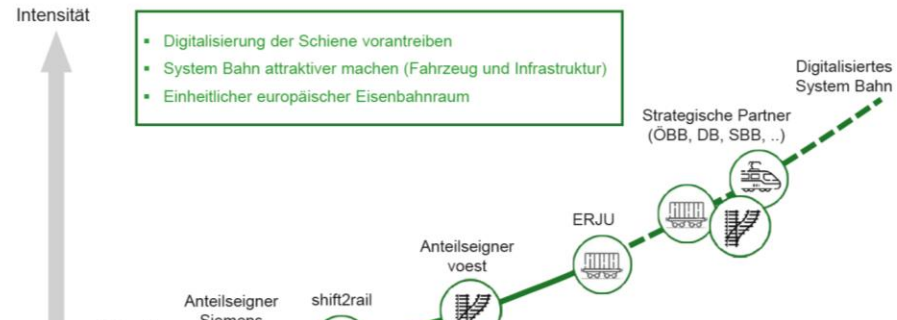 Intensität
▪ Digitalisierung der Schiene vorantreiben
▪ System Bahn attraktiver machen (Fahrzeug und Infrastruktur)
▪ Einheitlicher europäischer Eisenbahnraum
Digitalisiertes
System Bahn
Strategische Partner
(ÖBB, DB, SBB, ..)
ERJU
Anteilseigner
voest
shift2rail
Anteilseigner
Siemens